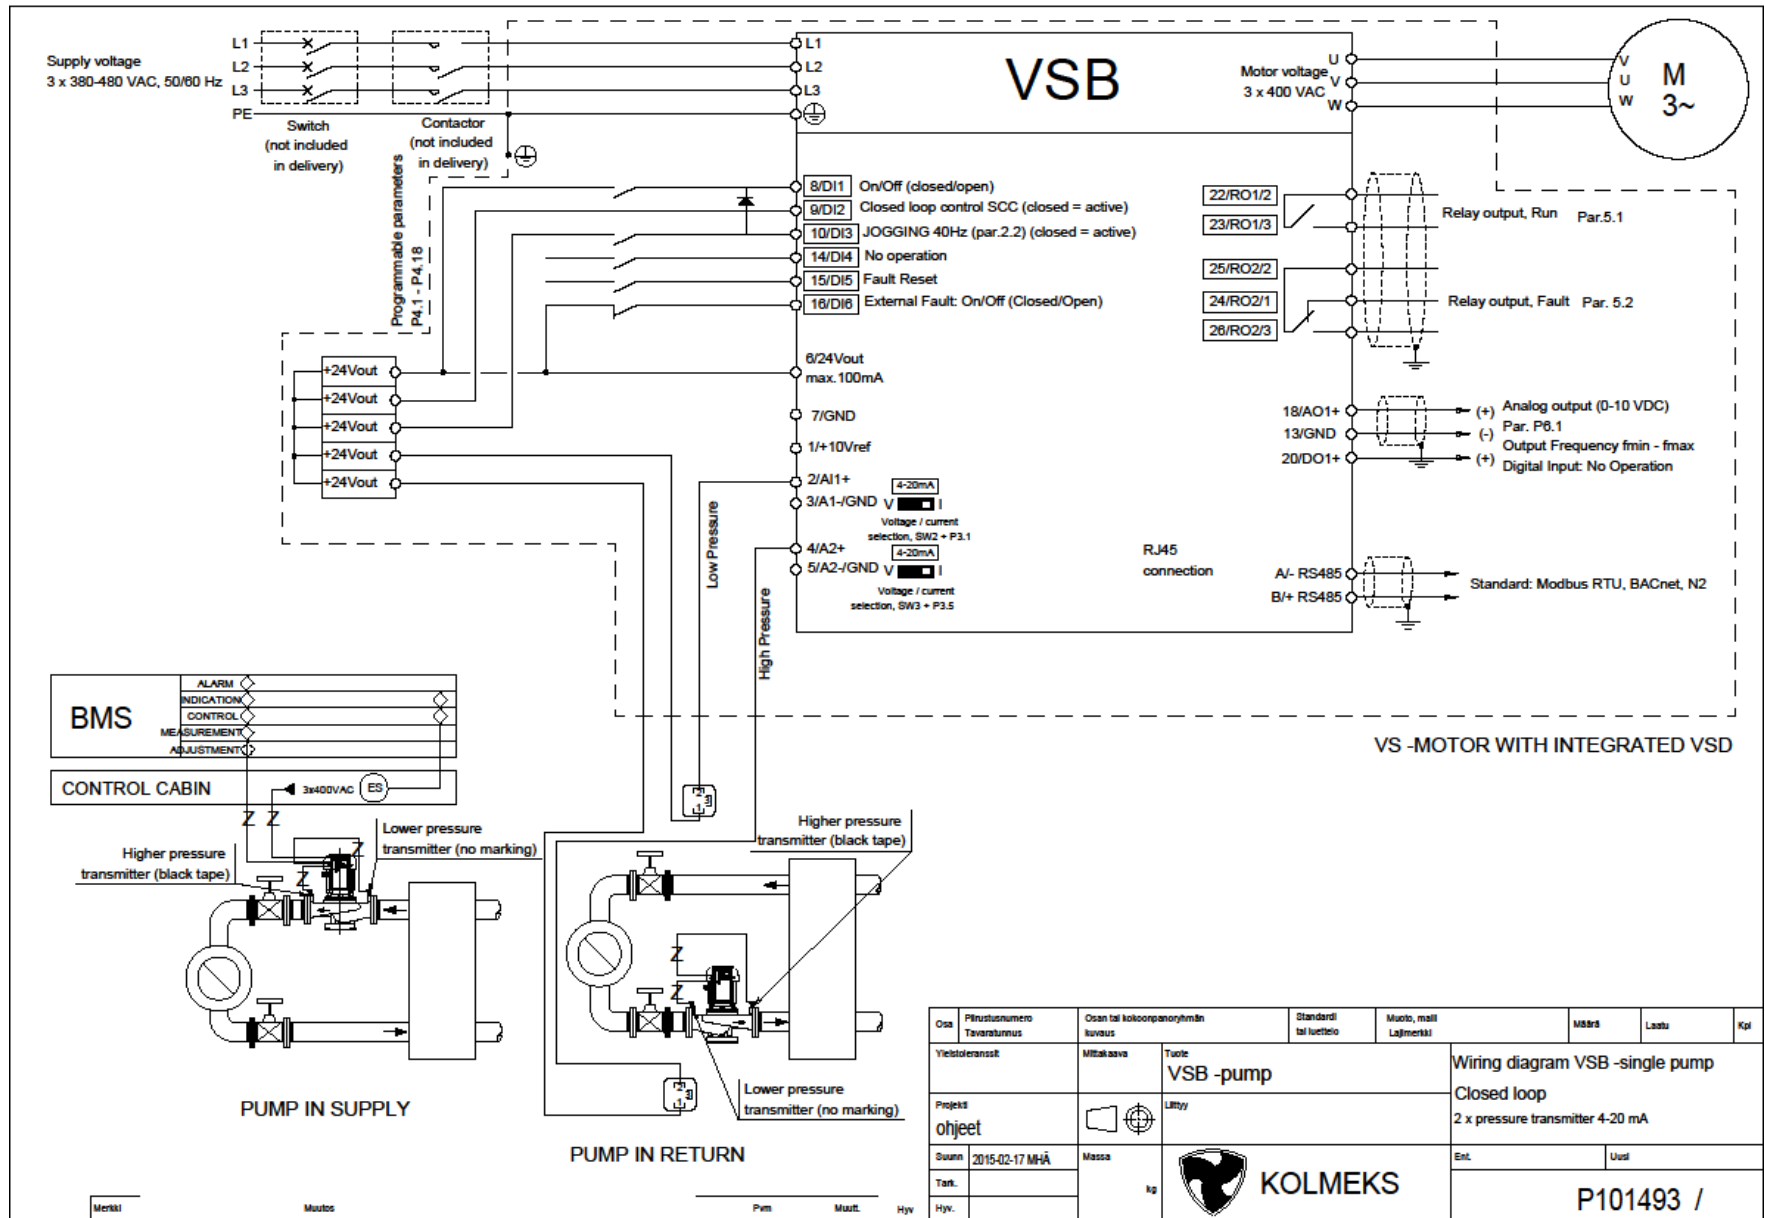 Supply voltage
3 x 380-480 VAC, 50/60 Hz
L1
L2
L3
PE
Switch
(not included
in delivery)
Contactor
(not included
in delivery)
L1
L2
L3
VSB
Motor voltage
3 x 400 VAC
U
V
W
V
U
W
M
3~
Programmable parameters
P4.1 - P4.18
8/DI1 On/Off (closed/open)
9/DI2 Closed loop control SCC (closed = active)
10/DI3 JOGGING 40Hz (par.2.2) (closed = active)
14/DI4 No operation
15/DI5 Fault Reset
16/DI6 External Fault: On/Off (Closed/Open)
22/RO1/2
23/RO1/3
Relay output, Run Par.5.1
25/RO2/2
24/RO2/1
26/RO2/3
Relay output, Fault Par. 5.2
+24Vout
+24Vout
+24Vout
+24Vout
+24Vout
6/24Vout
max.100mA
7/GND
1/+10Vref
2/AI1+
3/A1-/GND
4-20mA
V I
Voltage / current
selection, SW2 + P3.1
4/A2+
5/A2-/GND
4-20mA
V I
Voltage / current
selection, SW3 + P3.5
18/AO1+
13/GND
20/DO1+
(+) Analog output (0-10 VDC)
Par. P6.1
(-)
Output Frequency fmin - fmax
(+)
Digital Input: No Operation
RJ45
connection
A/- RS485
B/+ RS485
Standard: Modbus RTU, BACnet, N2
Low Pressure
High Pressure
VS -MOTOR WITH INTEGRATED VSD
BMS
ALARM
INDICATION
CONTROL
MEASUREMENT
ADJUSTMENT
CONTROL CABIN
3x400VAC
ES
Z Z
Z
Z
Higher pressure
transmitter (black tape)
Lower pressure
transmitter (no marking)
PUMP IN SUPPLY
2
3
1
Higher pressure
transmitter (black tape)
Z
Z
2
3
1
Lower pressure
transmitter (no marking)
PUMP IN RETURN
Osa
Piirustusnumero
Tavaratunnus
Osan tai kokoonpanoryhmän
kuvaus
Standardi
tai luettelo
Muoto, malli
Lajimerkki
Määrä
Laatu
Kpl
Yleistoleranssit
Mittakaava
Tuote
VSB -pump
Wiring diagram VSB -single pump
Closed loop
2 x pressure transmitter 4-20 mA
Projekti
ohjeet
Liittyy
Suunn 2015-02-17 MHÄ
Tark.
Hyv.
Massa
kg
KOLMEKS
Ent.
Uusi
P101493 /
Merkki
Muutos
Pvm
Muutt.
Hyv